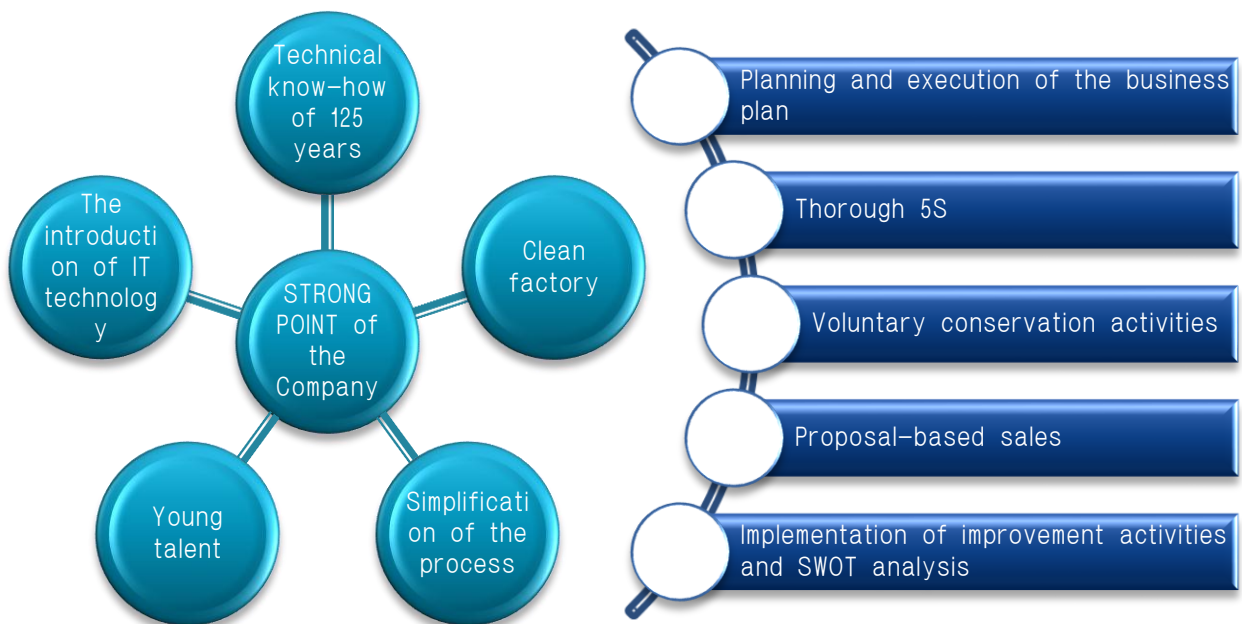 Technical
know-how
of 125
years
The
introducti
on of IT
technolog
y
Clean
factory
STRONG
POINT of
the
Company
Young
talent
Simplificati
on of the
process
Planning and execution of the business
plan
Thorough 5S
Voluntary conservation activities
Proposal-based sales
Implementation of improvement activities
and SWOT analysis